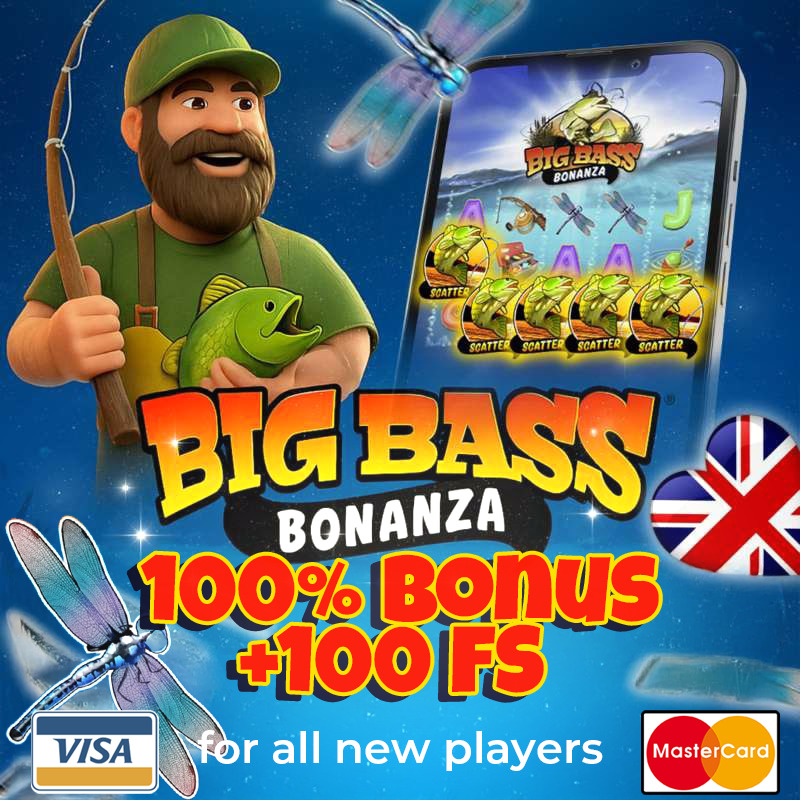 BIG BASS
BONANZA
A
J
A
A
SCATTER
SCATTER
SCATTER
SCATTER
SCATTER
BIG BASS®
BONANZA
100% Bonus
+100 FS
for all new players
VISA
MasterCard